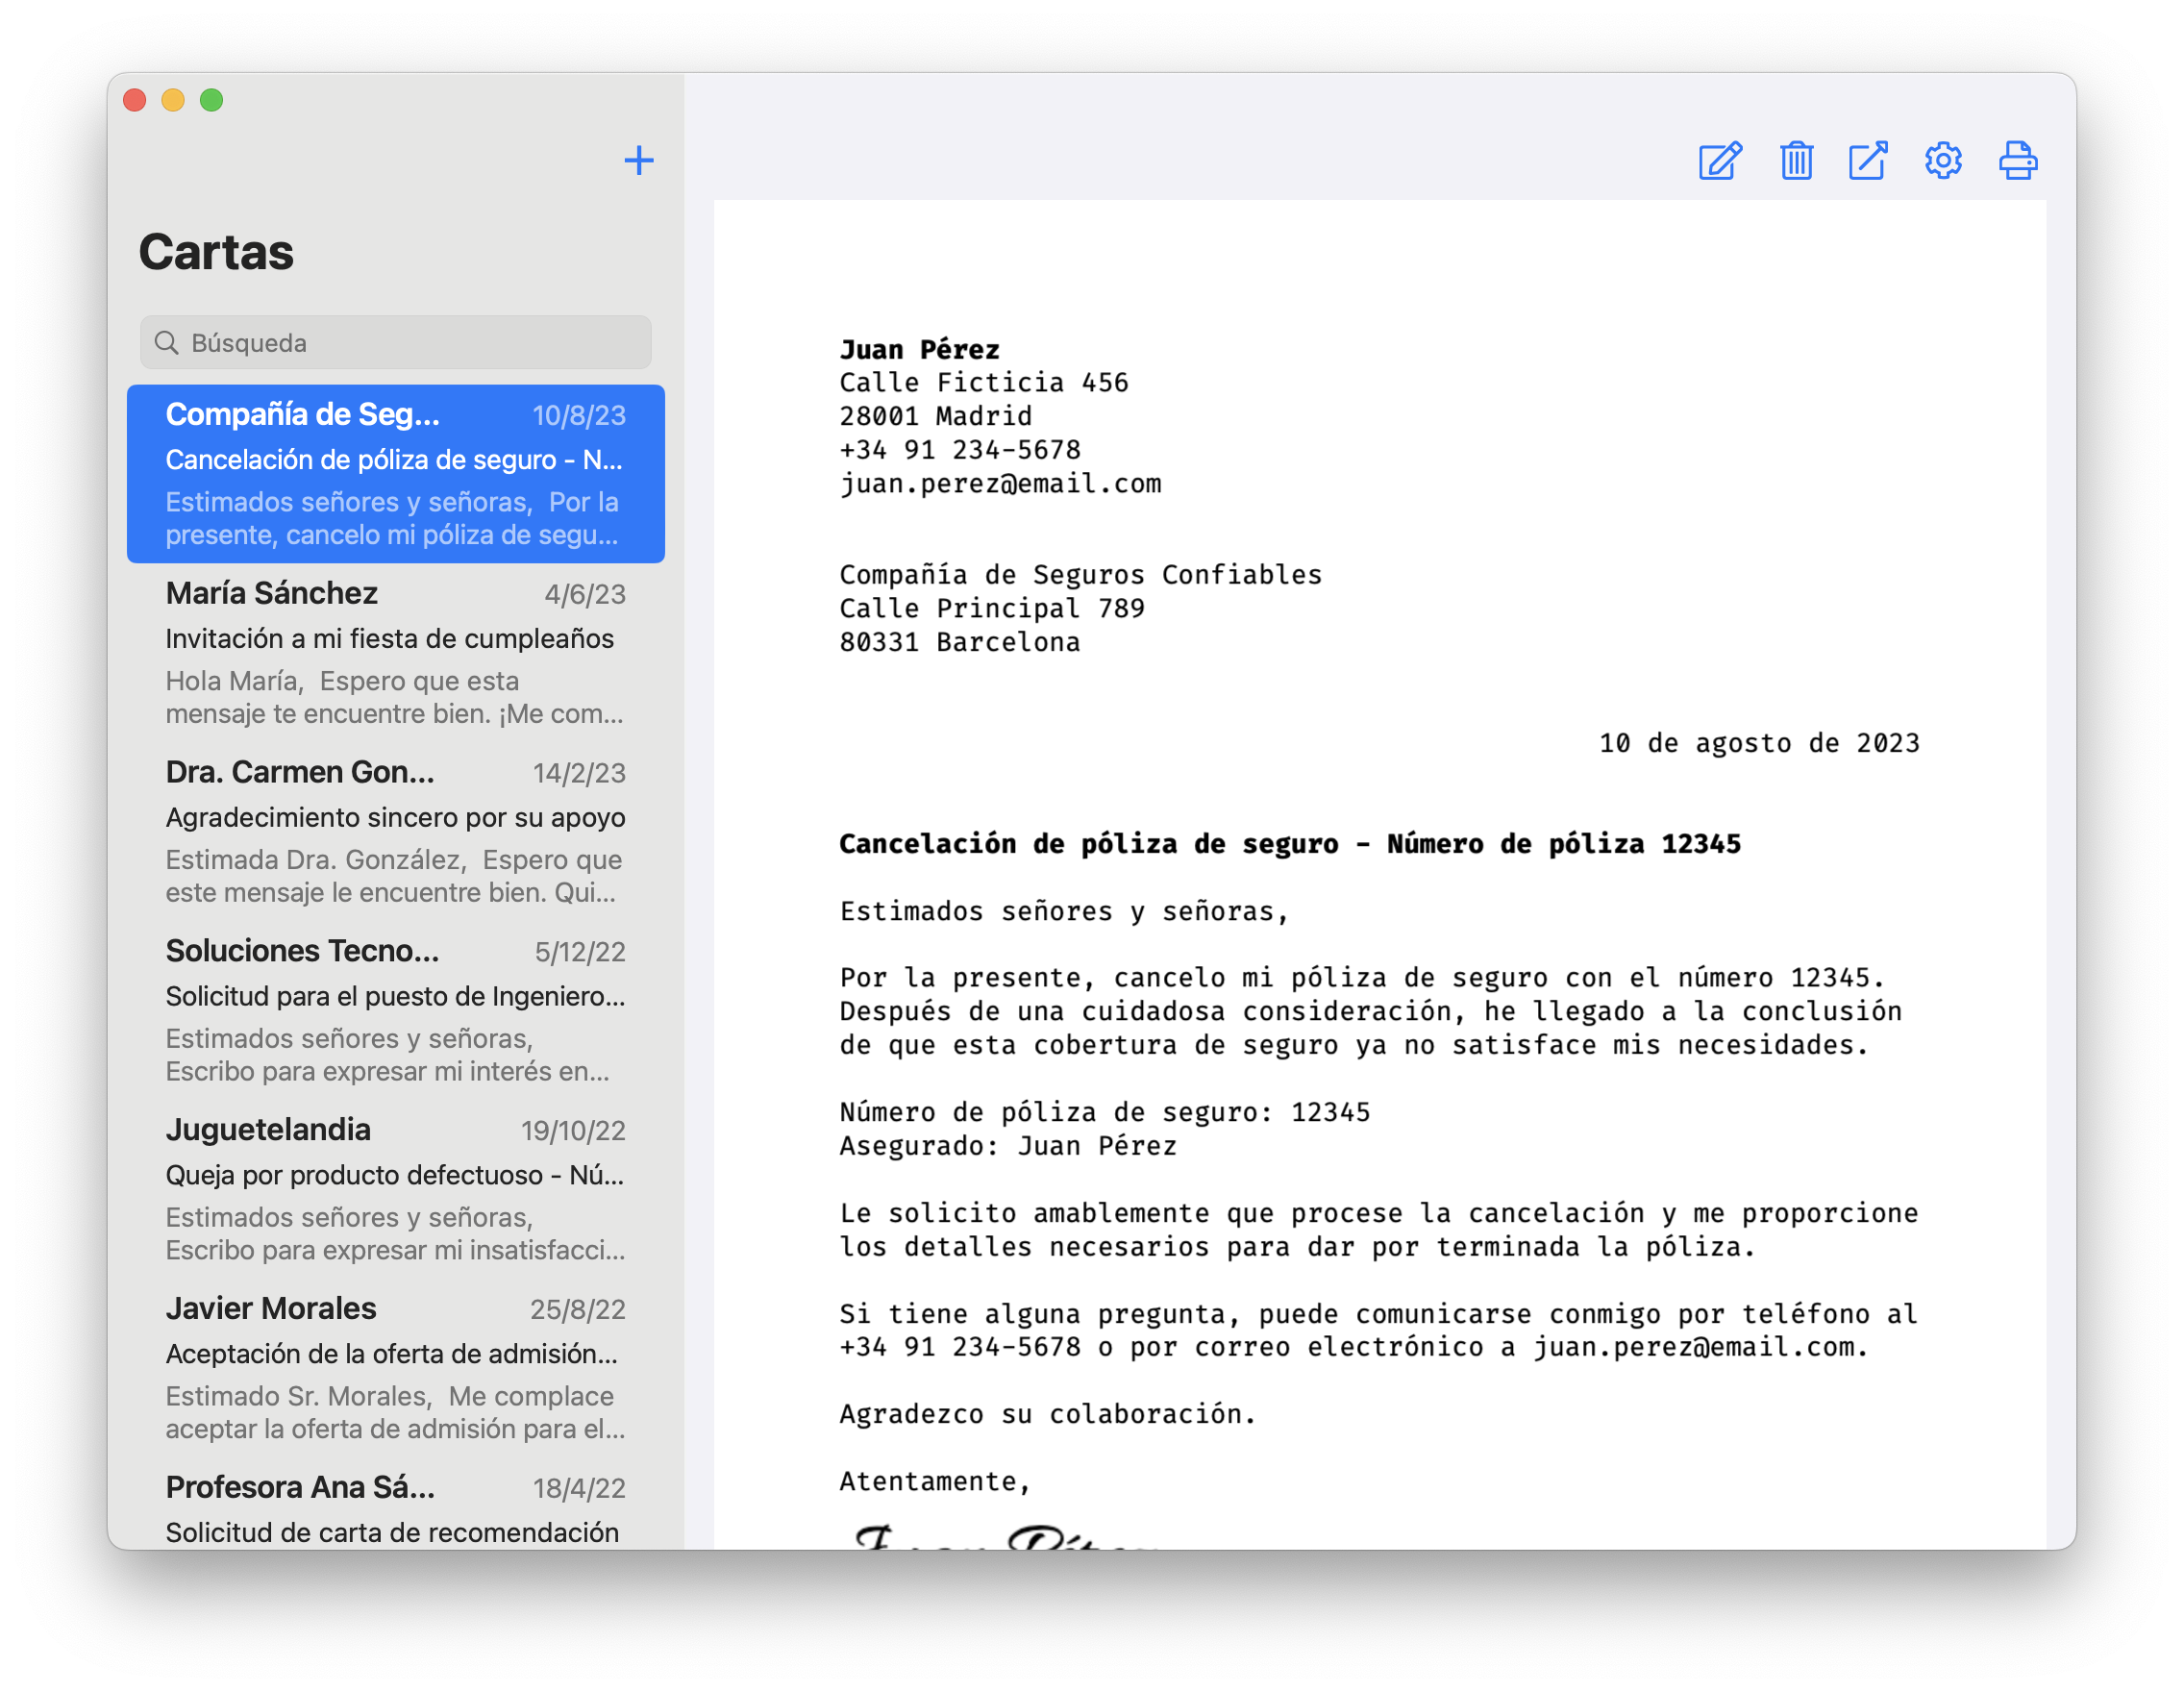 Cartas
Búsqueda
Compañía de Seg... 10/8/23
Cancelación de póliza de seguro - N...
Estimados señores y señoras, Por la
presente, cancelo mi póliza de segu...
María Sánchez 4/6/23
Invitación a mi fiesta de cumpleaños
Hola María, Espero que esta
mensaje te encuentre bien. ¡Me com...
Dra. Carmen Gon... 14/2/23
Agradecimiento sincero por su apoyo
Estimada Dra. González, Espero que
este mensaje le encuentre bien. Qui...
Soluciones Tecno... 5/12/22
Solicitud para el puesto de Ingeniero...
Estimados señores y señoras,
Escribo para expresar mi interés en...
Juguetelandia 19/10/22
Queja por producto defectuoso - Nú...
Estimados señores y señoras,
Escribo para expresar mi insatisfacci...
Javier Morales 25/8/22
Aceptación de la oferta de admisión...
Estimado Sr. Morales, Me complace
aceptar la oferta de admisión para el...
Profesora Ana Sá... 18/4/22
Solicitud de carta de recomendación
Juan Pérez
Calle Ficticia 456
28001 Madrid
+34 91 234-5678
juan.perez@email.com
Compañía de Seguros Confiables
Calle Principal 789
80331 Barcelona
10 de agosto de 2023
Cancelación de póliza de seguro - Número de póliza 12345
Estimados señores y señoras,
Por la presente, cancelo mi póliza de seguro con el número 12345.
Después de una cuidadosa consideración, he llegado a la conclusión
de que esta cobertura de seguro ya no satisface mis necesidades.
Número de póliza de seguro: 12345
Asegurado: Juan Pérez
Le solicito amablemente que procese la cancelación y me proporcione
los detalles necesarios para dar por terminada la póliza.
Si tiene alguna pregunta, puede comunicarse conmigo por teléfono al
+34 91 234-5678 o por correo electrónico a juan.perez@email.com.
Agradezco su colaboración.
Atentamente,
Juan Pérez